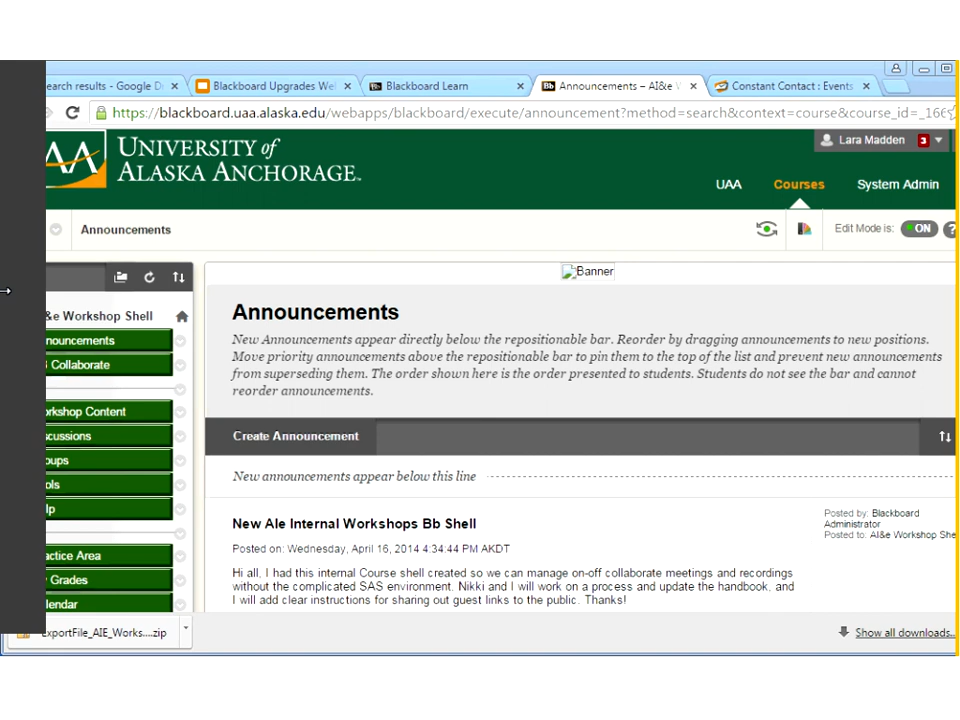 earch results - Google D
Blackboard Upgrades Wel
Blackboard Learn
Announcements – AI&e V
Constant Contact : Events
https://blackboard.uaa.alaska.edu/webapps/blackboard/execute/announcement?method=search&context=course&course_id=_166
UNIVERSITY of
ALASKA ANCHORAGE
Lara Madden 3
UAA Courses System Admin
Announcements
Edit Mode is: ON ?
Banner
&e Workshop Shell
nouncements
Collaborate
orkshop Content
scussions
oups
ols
lp
actice Area
Grades
lendar
Announcements
New Announcements appear directly below the repositionable bar. Reorder by dragging announcements to new positions.
Move priority announcements above the repositionable bar to pin them to the top of the list and prevent new announcements
from superseding them. The order shown here is the order presented to students. Students do not see the bar and cannot
reorder announcements.
Create Announcement
New announcements appear below this line
New AIe Internal Workshops Bb Shell
Posted on: Wednesday, April 16, 2014 4:34:44 PM AKDT
Hi all, I had this internal Course shell created so we can manage on-off collaborate meetings and recordings
without the complicated SAS environment. Nikki and I will work on a process and update the handbook, and
I will add clear instructions for sharing out guest links to the public. Thanks!
Posted by: Blackboard
Administrator
Posted to: AI&e Workshop She
ExportFile_AIE_Works....zip
Show all downloads...